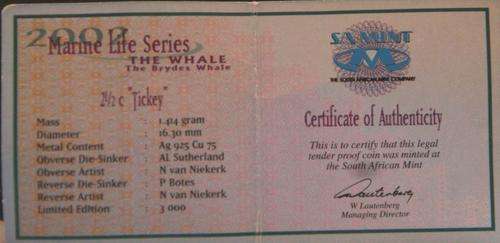 2002
Marine Life Series
THE WHALE
The Brydes Whale
2½ c "Tickey"
Mass : 1.414 gram
Diameter : 16.30 mm
Metal Content : Ag 925 Cu 75
Obverse Die-Sinker : AL Sutherland
Obverse Artist : N van Niekerk
Reverse Die-Sinker : P Botes
Reverse Artist : N van Niekerk
Limited Edition : 3 000
SA MINT
THE SOUTH AFRICAN MINT COMPANY
Certificate of Authenticity
This is to certify that this legal
tender proof coin was minted at
the South African Mint
W Lautenberg
Managing Director